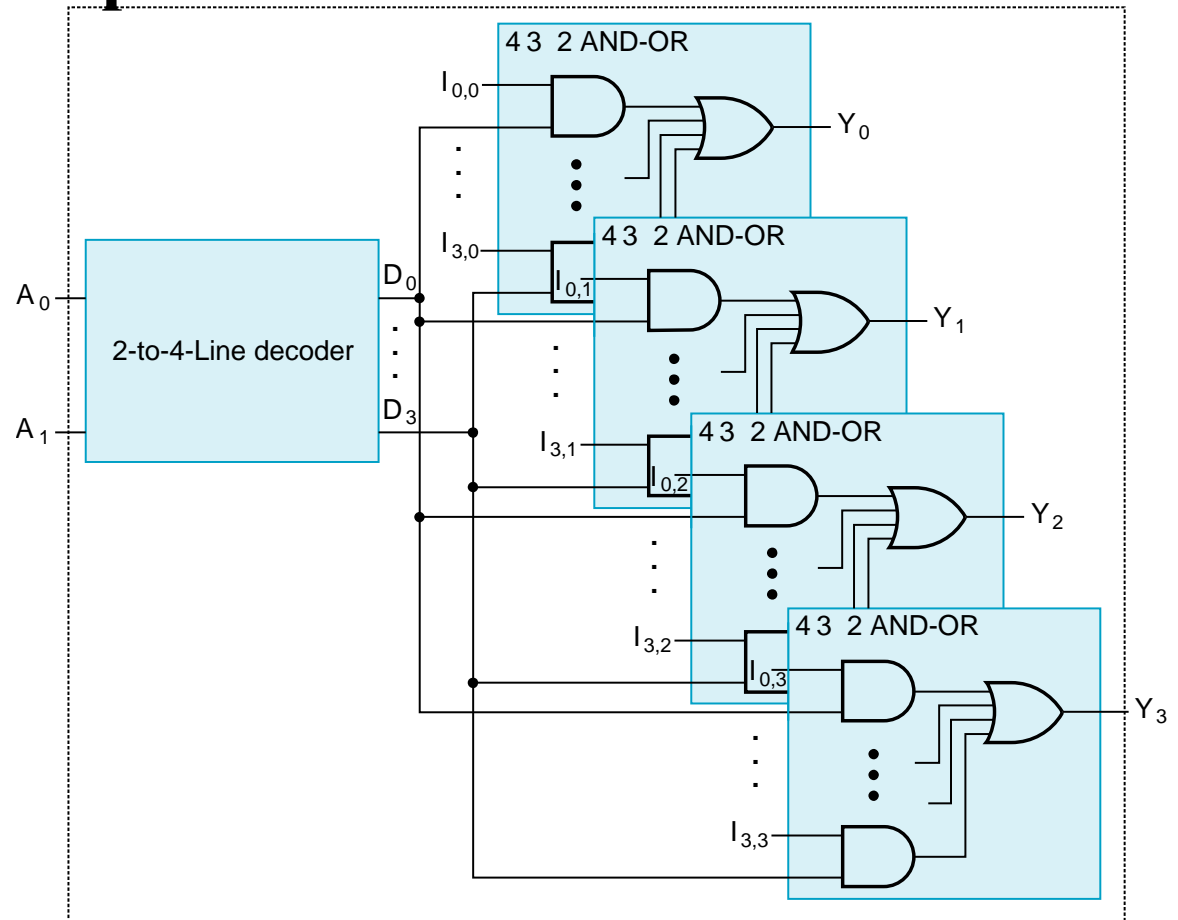 4 3 2 AND-OR
I0,0
Y0
I3,0
4 3 2 AND-OR
I0,1
Y1
A0
D0
2-to-4-Line decoder
A1
D3
I3,1
4 3 2 AND-OR
I0,2
Y2
I3,2
4 3 2 AND-OR
I0,3
Y3
I3,3